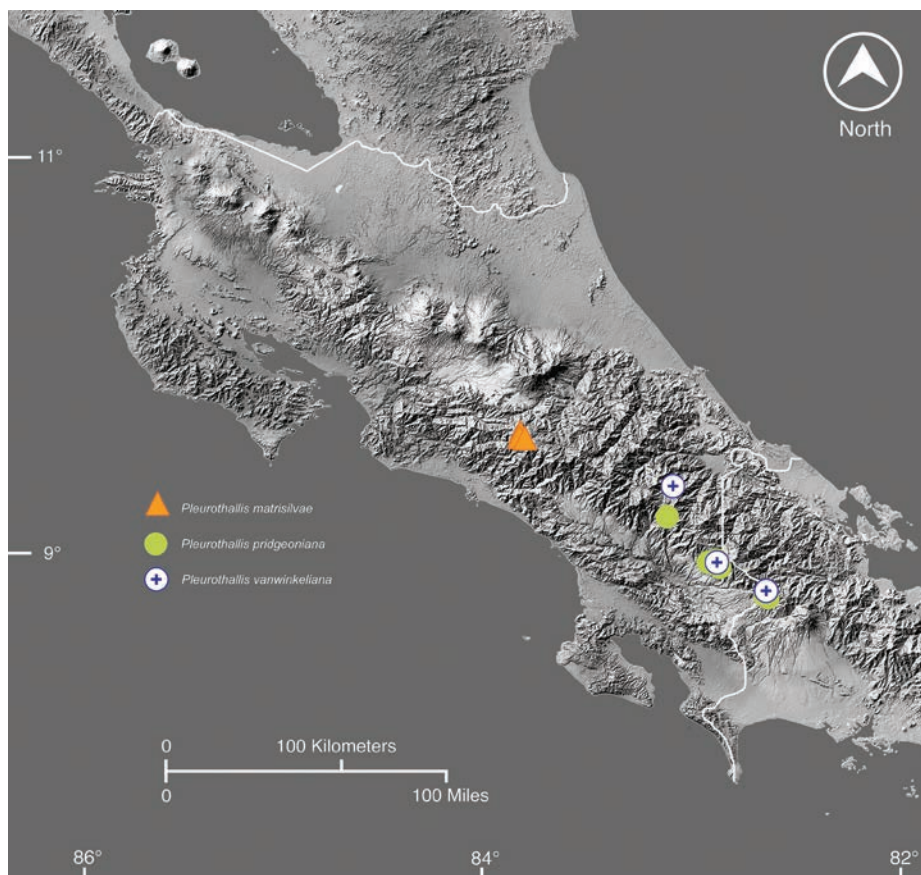 North
11°
Pleurothallis matrisilvae
Pleurothallis pridgeoniana
9°
Pleurothallis vanwinkeliana
0 100 Kilometers
0 100 Miles
86° 84° 82°